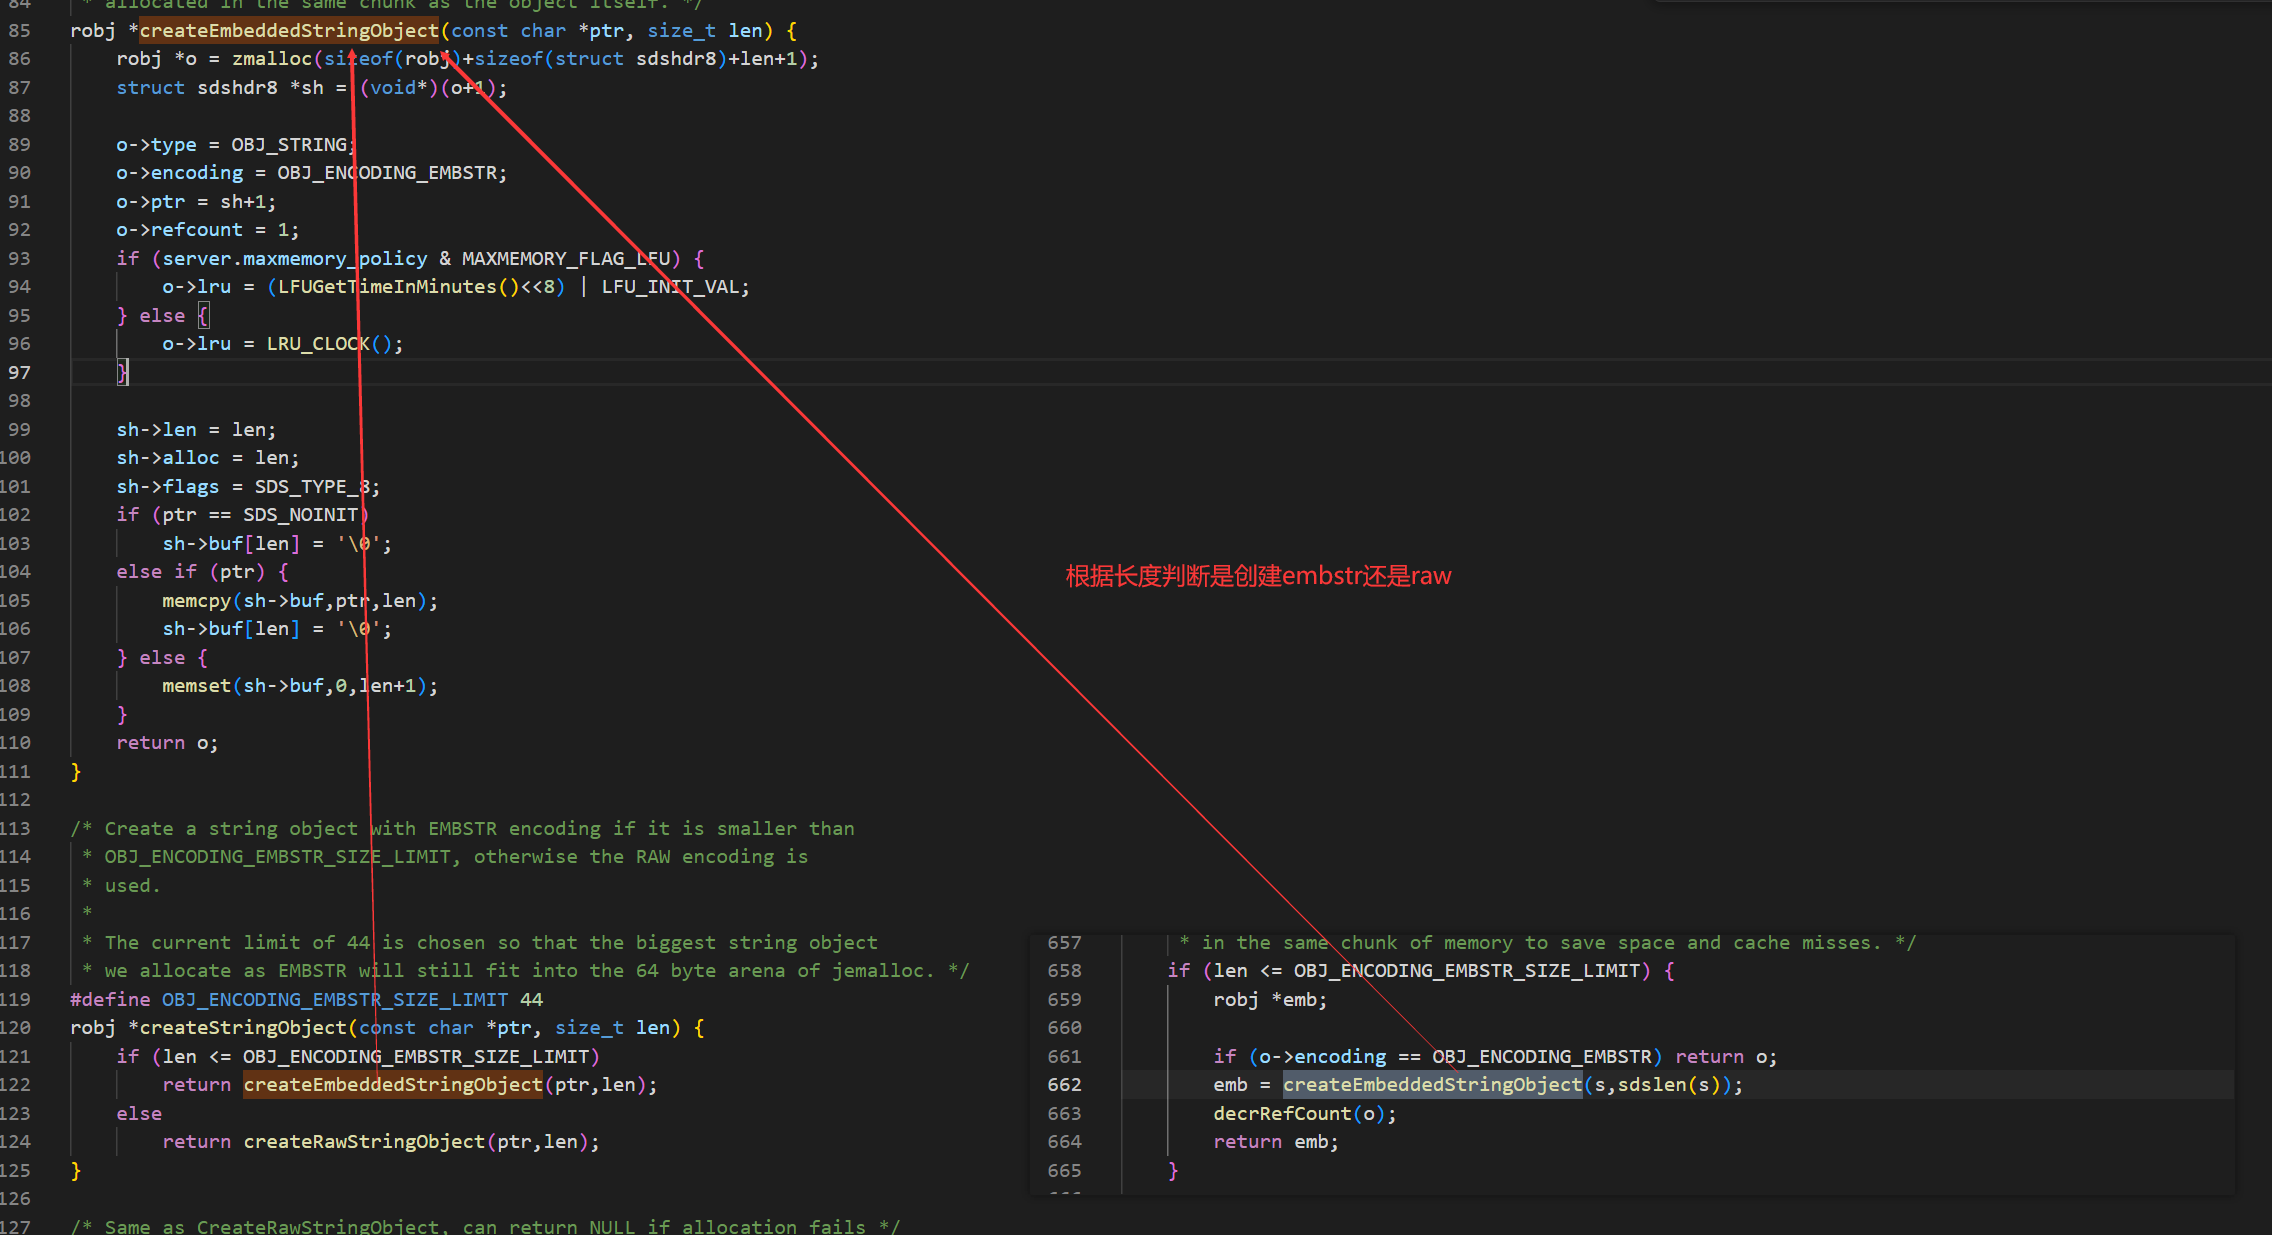 84 * allocated in the same chunk as the object itself. */
85 robj *createEmbeddedStringObject(const char *ptr, size_t len) {
86     robj *o = zmalloc(sizeof(robj)+sizeof(struct sdshdr8)+len+1);
87     struct sdshdr8 *sh = (void*)(o+1);
88
89     o->type = OBJ_STRING;
90     o->encoding = OBJ_ENCODING_EMBSTR;
91     o->ptr = sh+1;
92     o->refcount = 1;
93     if (server.maxmemory_policy & MAXMEMORY_FLAG_LFU) {
94         o->lru = (LFUGetTimeInMinutes()<<8) | LFU_INIT_VAL;
95     } else {
96         o->lru = LRU_CLOCK();
97     }
98
99     sh->len = len;
100     sh->alloc = len;
101     sh->flags = SDS_TYPE_8;
102     if (ptr == SDS_NOINIT)
103         sh->buf[len] = '\0';
104     else if (ptr) {
105         memcpy(sh->buf,ptr,len);
106         sh->buf[len] = '\0';
107     } else {
108         memset(sh->buf,0,len+1);
109     }
110     return o;
111 }
112
113 /* Create a string object with EMBSTR encoding if it is smaller than
114  * OBJ_ENCODING_EMBSTR_SIZE_LIMIT, otherwise the RAW encoding is
115  * used.
116  *
117  * The current limit of 44 is chosen so that the biggest string object
118  * we allocate as EMBSTR will still fit into the 64 byte arena of jemalloc. */
119 #define OBJ_ENCODING_EMBSTR_SIZE_LIMIT 44
120 robj *createStringObject(const char *ptr, size_t len) {
121     if (len <= OBJ_ENCODING_EMBSTR_SIZE_LIMIT)
122         return createEmbeddedStringObject(ptr,len);
123     else
124         return createRawStringObject(ptr,len);
125 }
126
127 /* Same as CreateRawStringObject, can return NULL if allocation fails */
根据长度判断是创建embstr还是raw
657  * in the same chunk of memory to save space and cache misses. */
658 if (len <= OBJ_ENCODING_EMBSTR_SIZE_LIMIT) {
659     robj *emb;
660
661     if (o->encoding == OBJ_ENCODING_EMBSTR) return o;
662     emb = createEmbeddedStringObject(s,sdslen(s));
663     decrRefCount(o);
664     return emb;
665 }